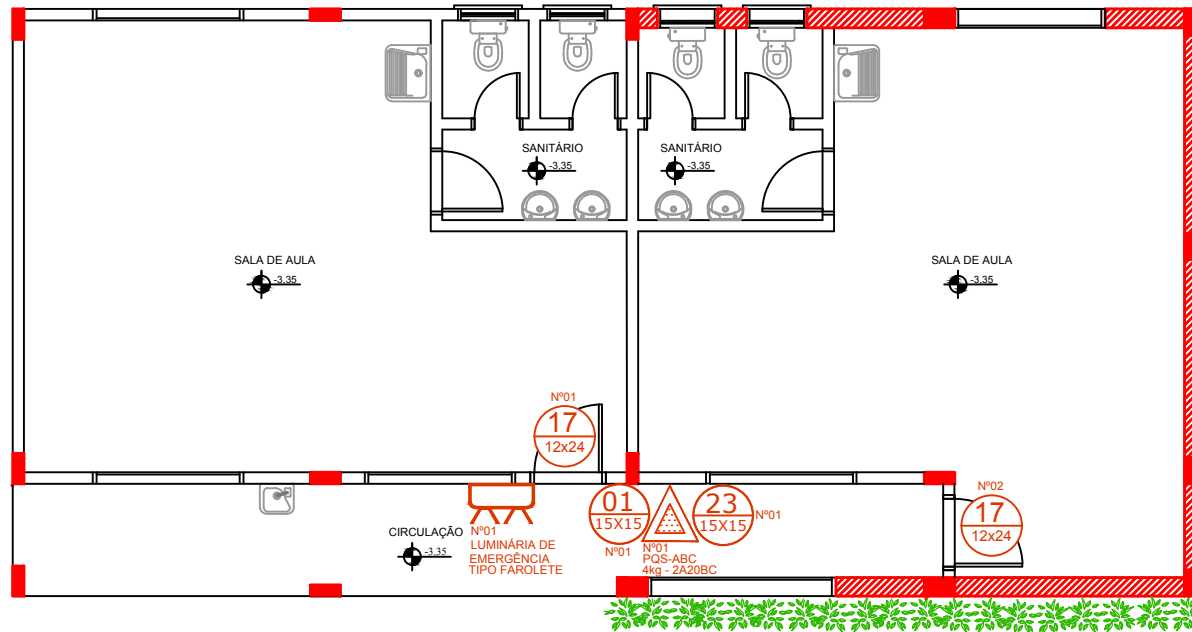 SANITÁRIO
-3,35
SANITÁRIO
-3,35
SALA DE AULA
-3,35
SALA DE AULA
-3,35
Nº01
17
12x24
CIRCULAÇÃO
-3,35
Nº01
LUMINÁRIA DE
EMERGÊNCIA
TIPO FAROLETE
01
15X15
Nº01
Nº01
PQS-ABC
4kg - 2A20BC
23
15X15
Nº01
Nº02
17
12x24